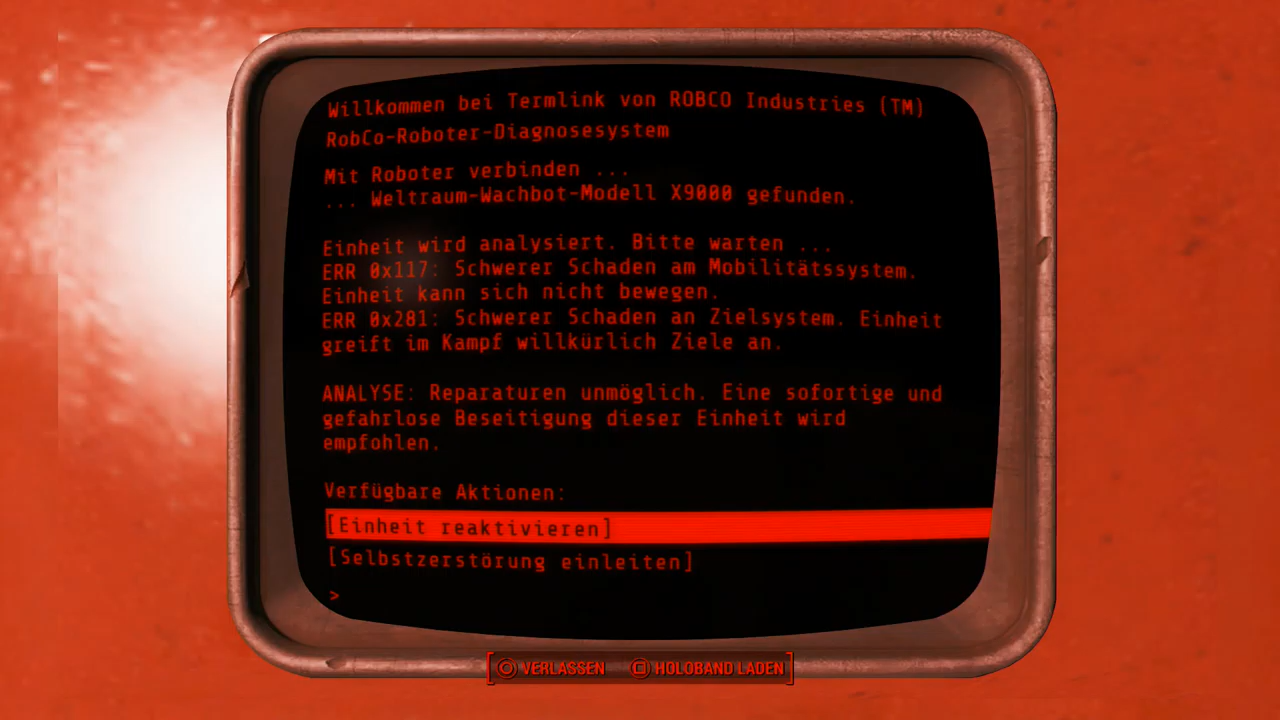 Willkommen bei Termlink von ROBCO Industries (TM)
RobCo-Roboter-Diagnosesystem
Mit Roboter verbinden ...
... Weltraum-Wachbot-Modell X9000 gefunden.
Einheit wird analysiert. Bitte warten ...
ERR 0x117: Schwerer Schaden am Mobilitätssystem.
Einheit kann sich nicht bewegen.
ERR 0x281: Schwerer Schaden an Zielsystem. Einheit
greift im Kampf willkürlich Ziele an.
ANALYSE: Reparaturen unmöglich. Eine sofortige und
gefahrlose Beseitigung dieser Einheit wird
empfohlen.
Verfügbare Aktionen:
[Einheit reaktivieren]
[Selbstzerstörung einleiten]
>
VERLASSEN HOLOBAND LADEN